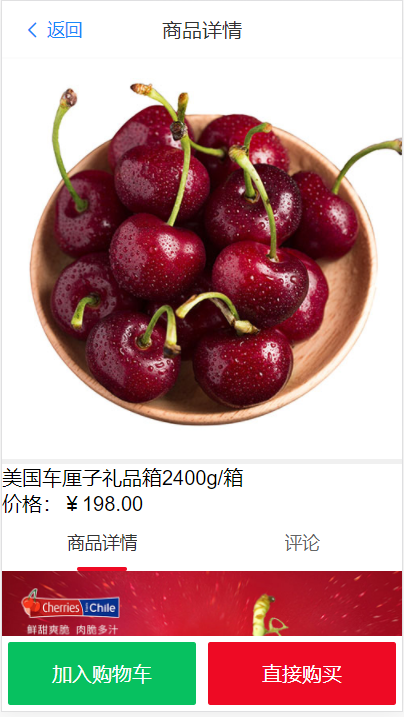 返回
商品详情
美国车厘子礼品箱2400g/箱
价格：￥198.00
商品详情
评论
Cherries Chile
鲜甜爽脆 肉脆多汁
加入购物车
直接购买